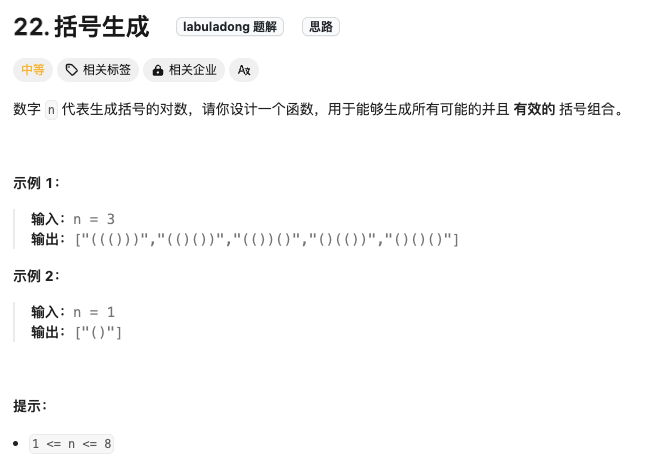 22. 括号生成 labuladong 题解 思路
中等 相关标签 相关企业 Aあ
数字 n 代表生成括号的对数，请你设计一个函数，用于能够生成所有可能的并且 有效的 括号组合。
示例 1：
输入：n = 3
输出：["((()))","(()())","(())()","()(())","()()()"]
示例 2：
输入：n = 1
输出：["()"]
提示：
• 1 <= n <= 8